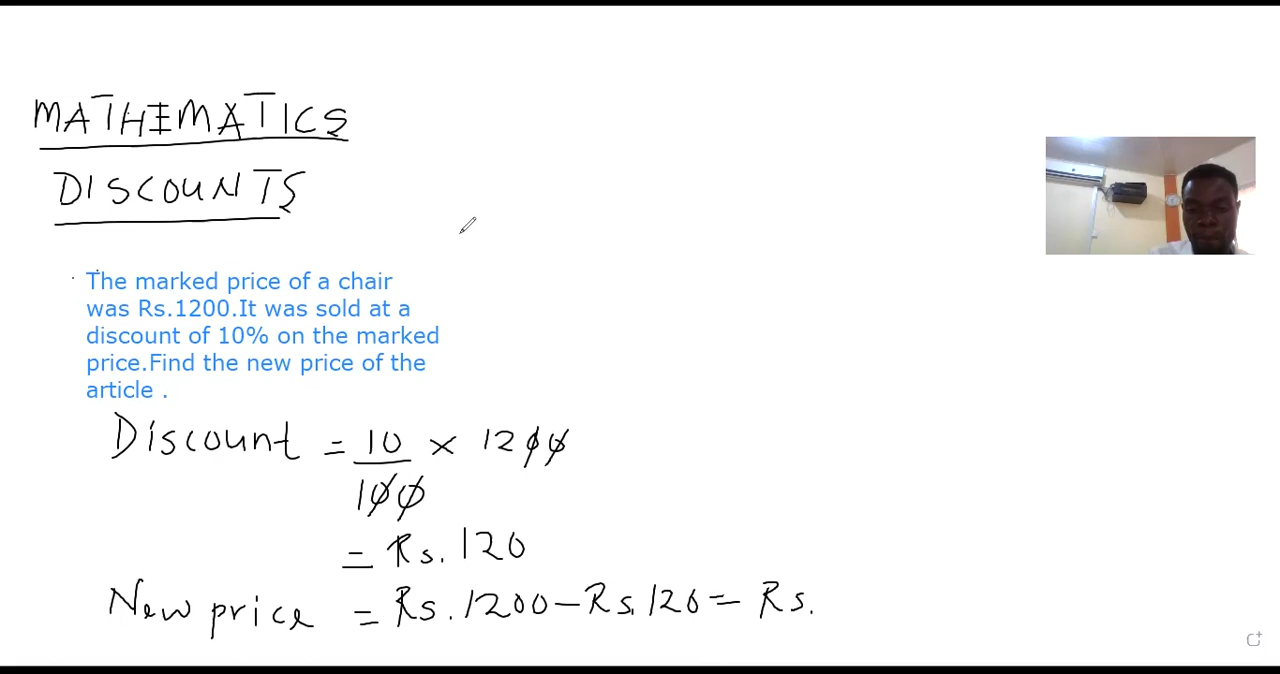 MATHEMATICS
DISCOUNTS
The marked price of a chair
was Rs.1200.It was sold at a
discount of 10% on the marked
price.Find the new price of the
article .
Discount = 10/100 × 1200
= Rs. 120
New price = Rs. 1200 - Rs. 120 = Rs.